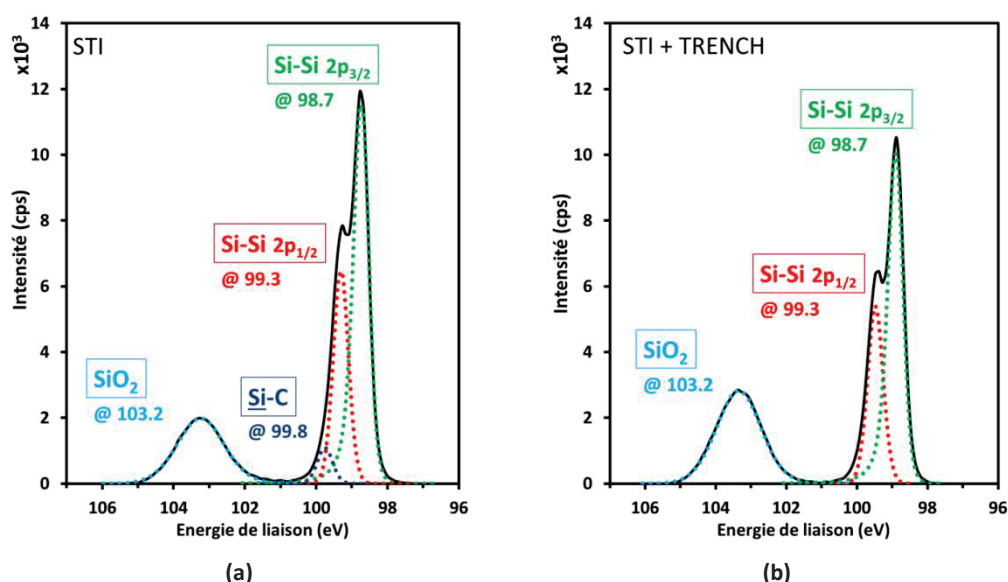 STI
x10³
14
12
10
8
6
4
2
0
Intensité (cps)
Si-Si 2p₃/₂
@ 98.7
Si-Si 2p₁/₂
@ 99.3
SiO₂
@ 103.2
Si-C
@ 99.8
106 104 102 100 98 96
Energie de liaison (eV)
(a)
STI + TRENCH
x10³
14
12
10
8
6
4
2
0
Intensité (cps)
Si-Si 2p₃/₂
@ 98.7
Si-Si 2p₁/₂
@ 99.3
SiO₂
@ 103.2
106 104 102 100 98 96
Energie de liaison (eV)
(b)